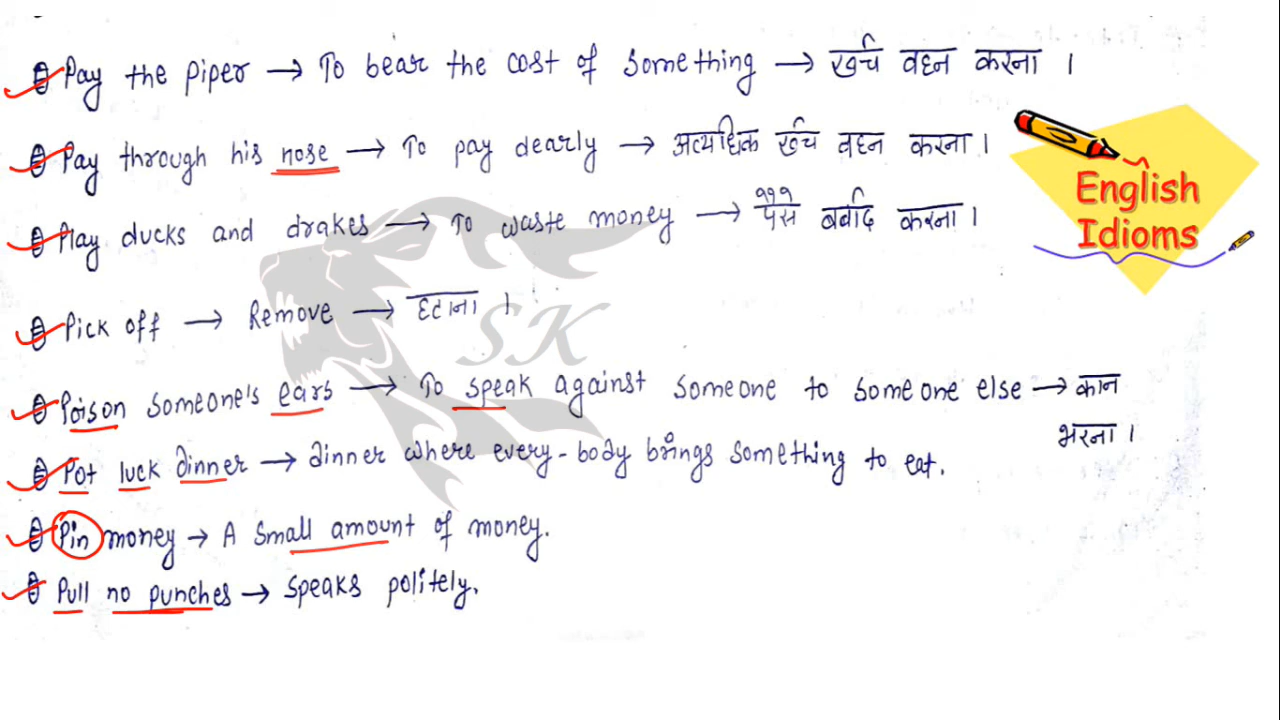 Pay the piper → To bear the cost of something → खर्च वहन करना ।
Pay through his nose → To pay dearly → अत्यधिक खर्च वहन करना ।
English
Idioms
Play ducks and drakes → To waste money → बर्बाद करना ।
Pick off → Remove → हटाना ।
SK
Poison someone's ears → To speak against someone to someone else → कान
भरना ।
Pot luck dinner → dinner where every-body brings something to eat.
Pin money → A small amount of money.
Pull no punches → speaks politely.